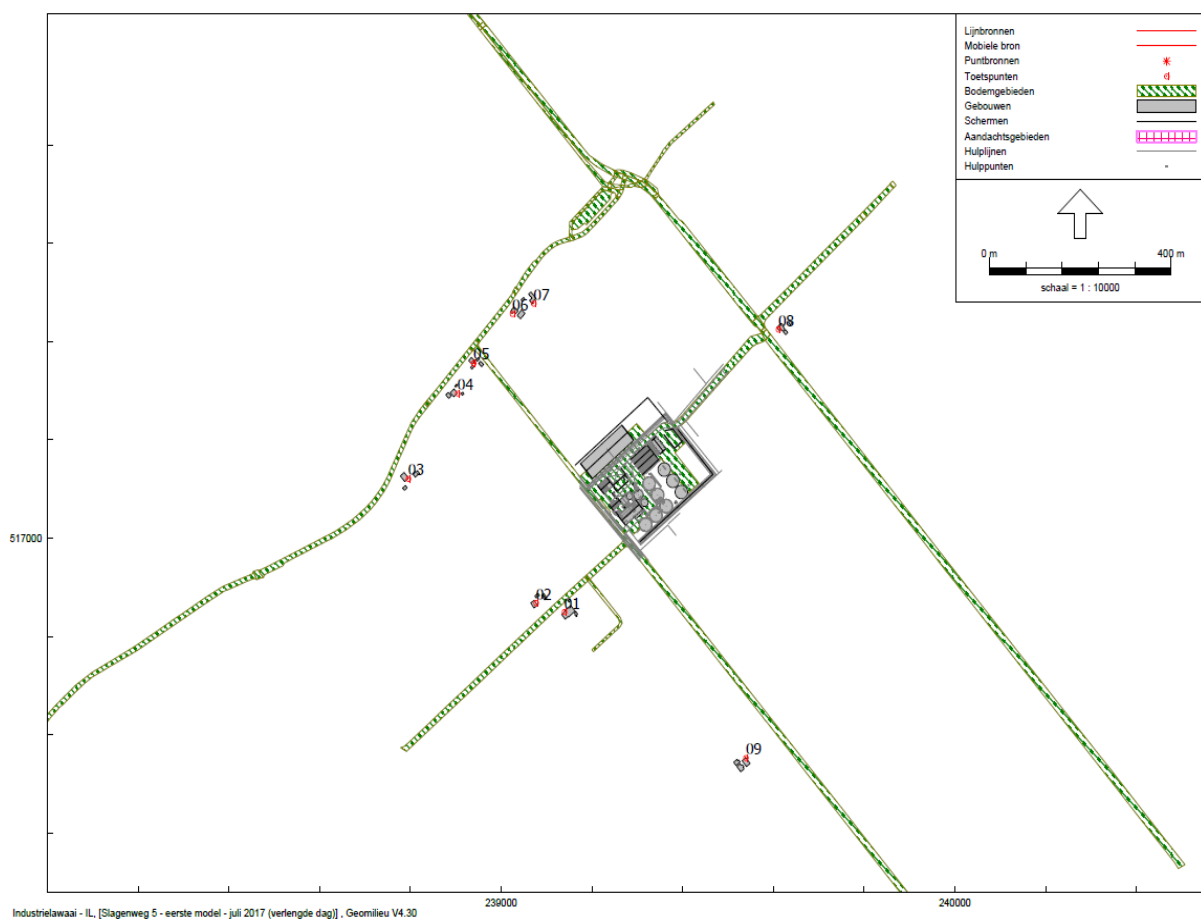 Lijnbronnen
Mobiele bron
Puntbronnen
Toetspunten
Bodemgebieden
Gebouwen
Schermen
Aandachtsgebieden
Hulplijnen
Hulppunten
0 m 400 m
schaal = 1 : 10000
07
06
08
05
04
03
517000
02
01
09
239000 240000
Industrielawaai - IL, [Slagenweg 5 - eerste model - juli 2017 (verlengde dag)] , Geomilieu V4.30